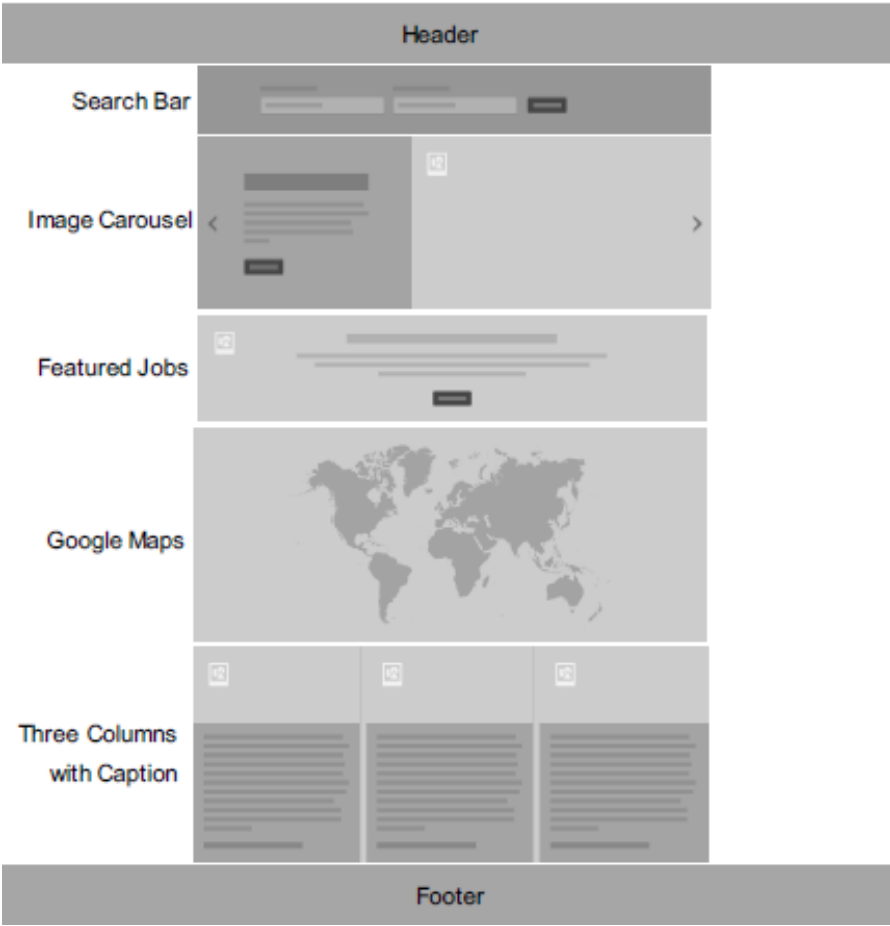 Header
Search Bar
Image Carousel
Featured Jobs
Google Maps
Three Columns
with Caption
Footer